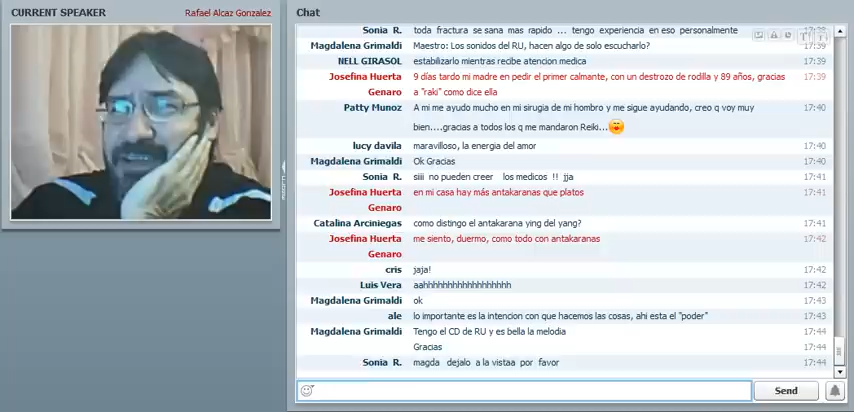 CURRENT SPEAKER
Rafael Alcaz Gonzalez
Chat
Sonia R. toda fractura se sana mas rapido ... tengo experiencia en eso personalmente 17:39
Magdalena Grimaldi Maestro: Los sonidos del RU, hacen algo de solo escucharlo? 17:39
NELL GIRASOL estabilizarlo mientras recibe atencion medica 17:39
Josefina Huerta 9 días tardo mi madre en pedir el primer calmante, con un destrozo de rodilla y 89 años, gracias 17:39
Genaro a "raki" como dice ella
Patty Munoz A mi me ayudo mucho en mi sirugia de mi hombro y me sigue ayudando, creo q voy muy 17:40
bien....gracias a todos los q me mandaron Reiki...
lucy davila maravilloso, la energia del amor 17:40
Magdalena Grimaldi Ok Gracias 17:40
Sonia R. siii no pueden creer los medicos !! jja 17:41
Josefina Huerta en mi casa hay más antakaranas que platos 17:41
Genaro
Catalina Arciniegas como distingo el antakarana ying del yang? 17:41
Josefina Huerta me siento, duermo, como todo con antakaranas 17:42
Genaro
cris jaja! 17:42
Luis Vera aahhhhhhhhhhhhhhhhhh 17:42
Magdalena Grimaldi ok 17:43
ale lo importante es la intencion con que hacemos las cosas, ahi esta el "poder" 17:43
Magdalena Grimaldi Tengo el CD de RU y es bella la melodia 17:44
Gracias 17:44
Sonia R. magda dejalo a la vistaa por favor 17:44
Send